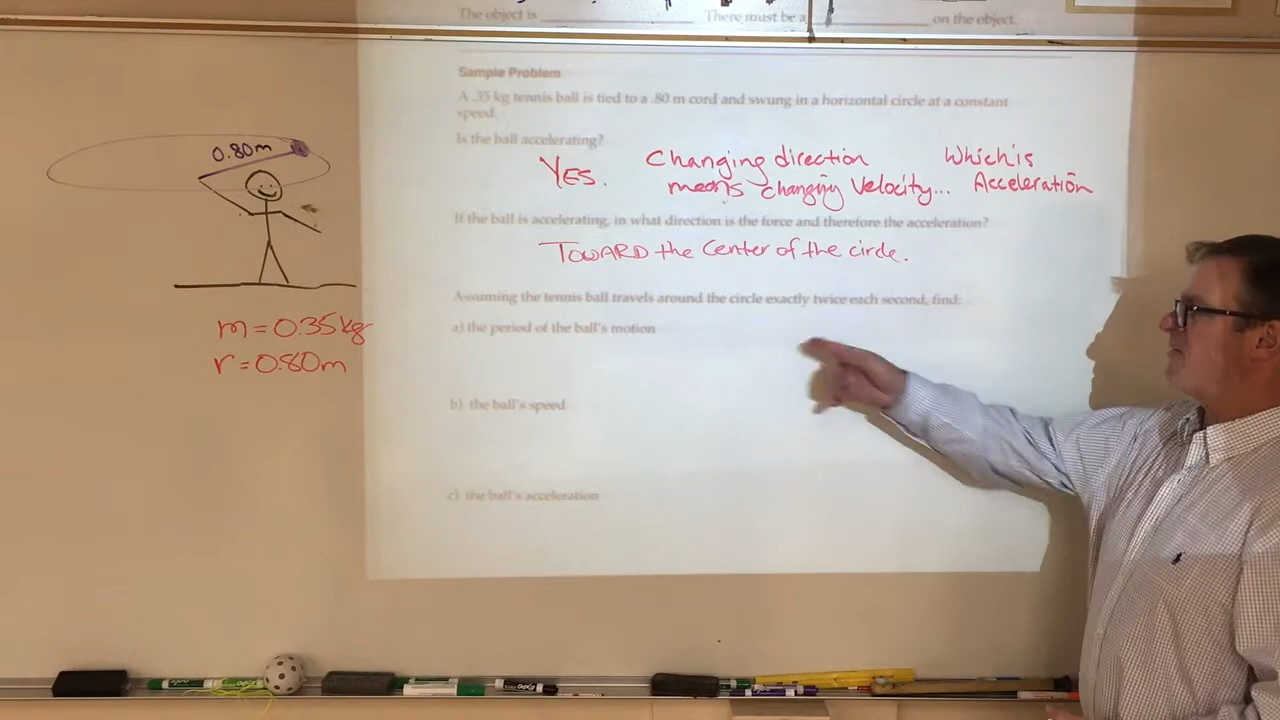 The object is ____________ There must be a ____________ on the object.
Sample Problem
A .35 kg tennis ball is tied to a .80 m cord and swung in a horizontal circle at a constant
speed.
Is the ball accelerating?
YES.
Changing direction
means changing Velocity...
Which is
Acceleration
If the ball is accelerating, in what direction is the force and therefore the acceleration?
TOWARD the Center of the circle.
Assuming the tennis ball travels around the circle exactly twice each second, find:
a) the period of the ball's motion
b) the ball's speed
c) the ball's acceleration
0.80m
m = 0.35kg
r = 0.80m